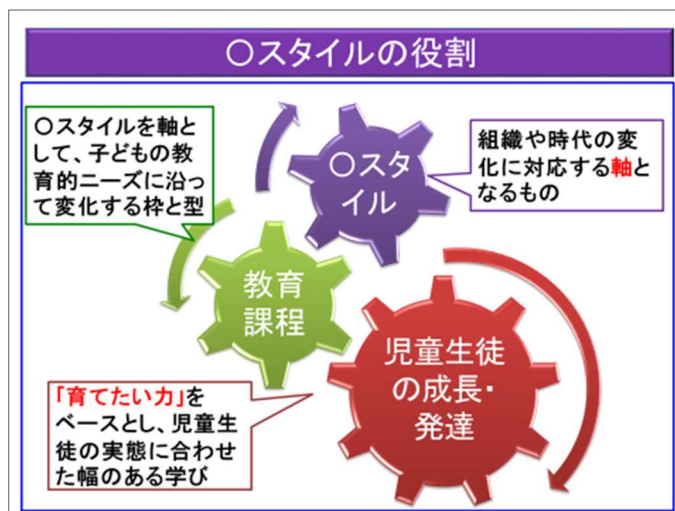 〇スタイルの役割
〇スタイルを軸と
して、子どもの教
育的ニーズに沿っ
て変化する枠と型
〇スタ
イル
組織や時代の変
化に対応する軸と
なるもの
教育
課程
児童生徒
の成長・
発達
「育てたい力」を
ベースとし、児童生
徒の実態に合わせ
た幅のある学び